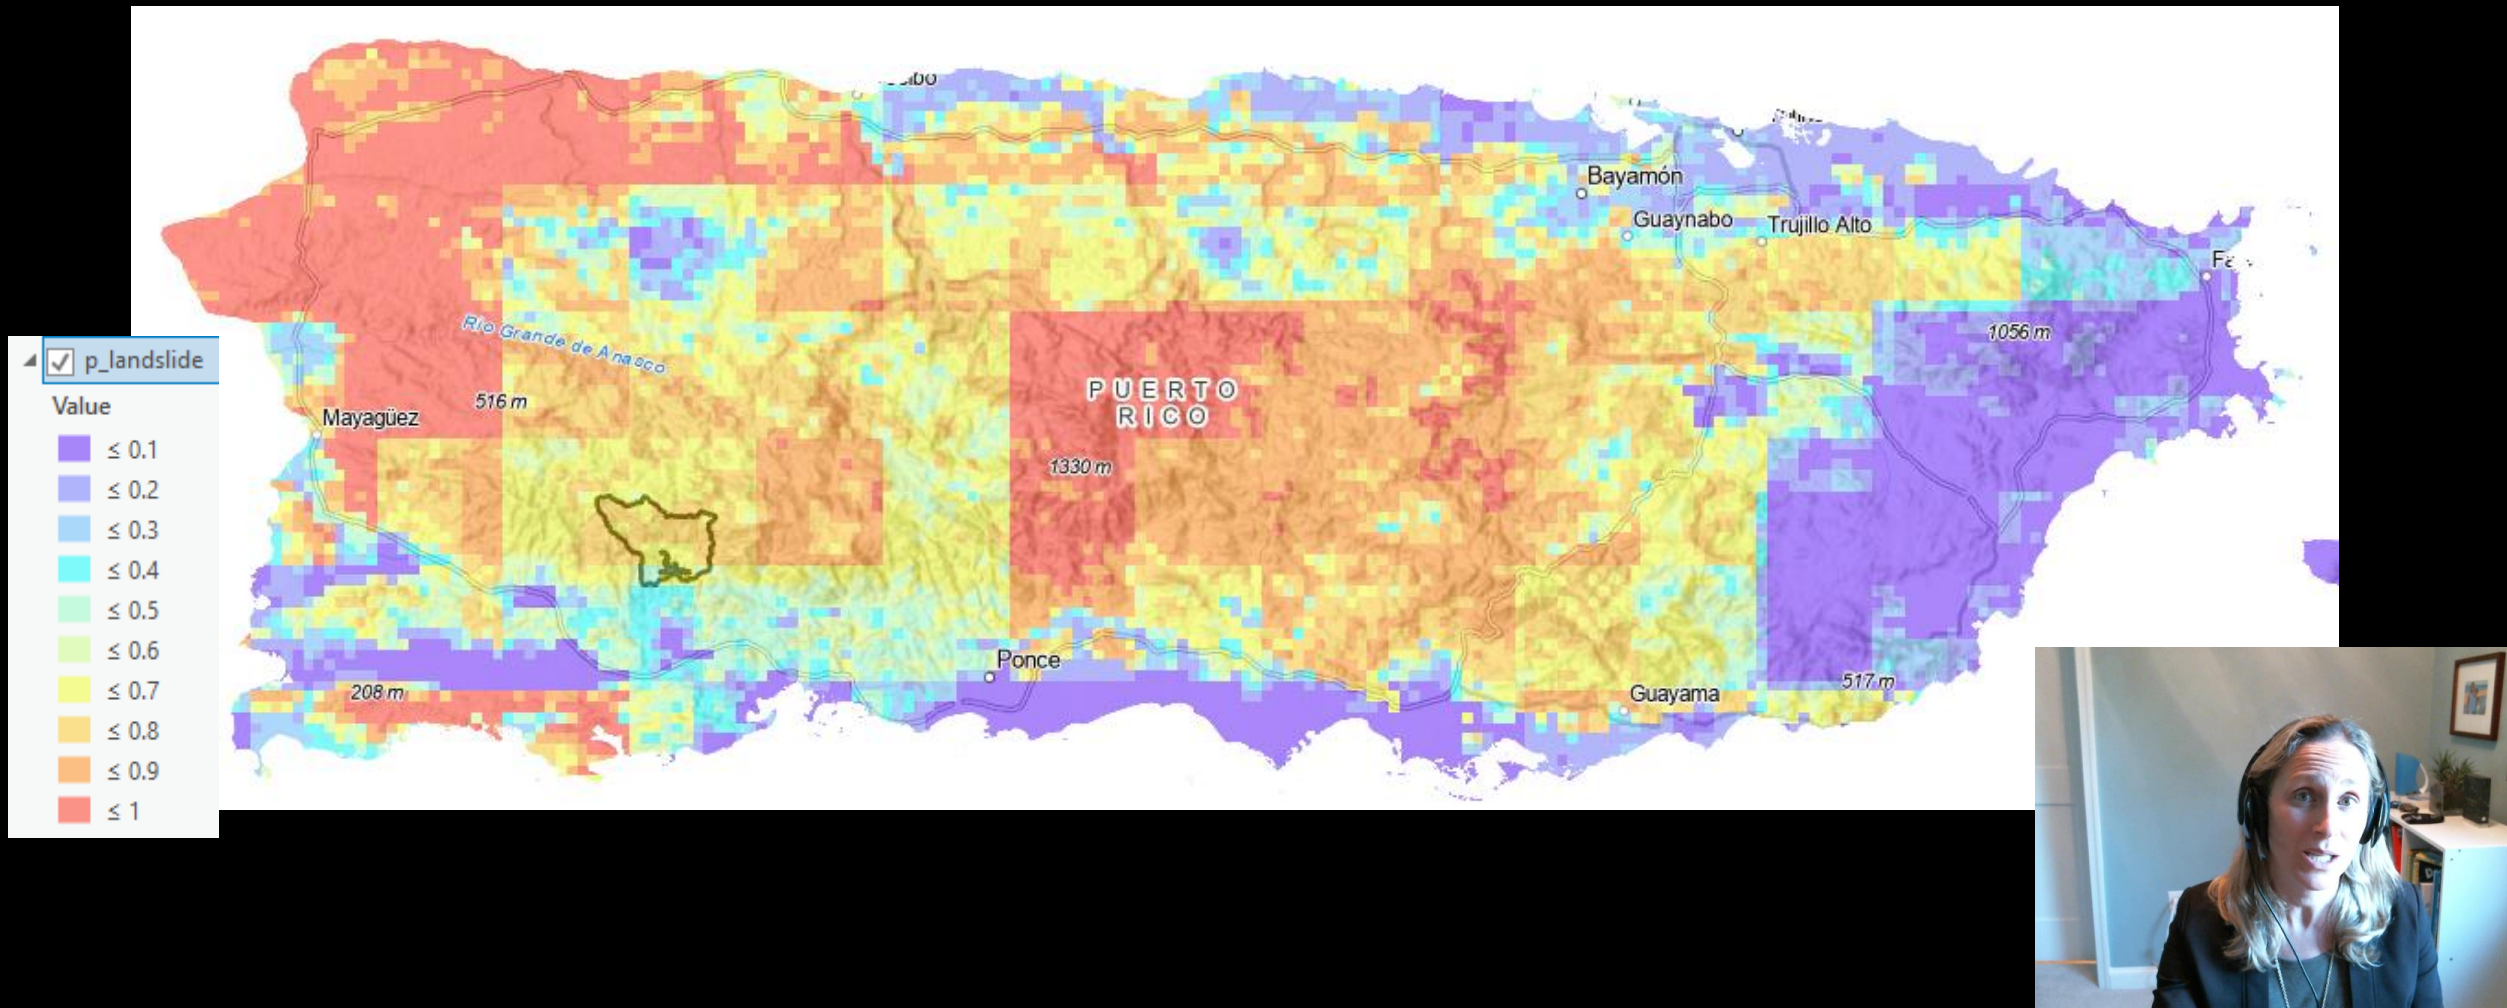 Bayamón
Guaynabo
Trujillo Alto
1056 m
Río Grande de Anasco
p_landslide
PUERTO
RICO
516 m
Value
Mayagüez
≤ 0.1
1330 m
≤ 0.2
≤ 0.3
≤ 0.4
≤ 0.5
≤ 0.6
Ponce
≤ 0.7
208 m
517 m
Guayama
≤ 0.8
≤ 0.9
≤ 1